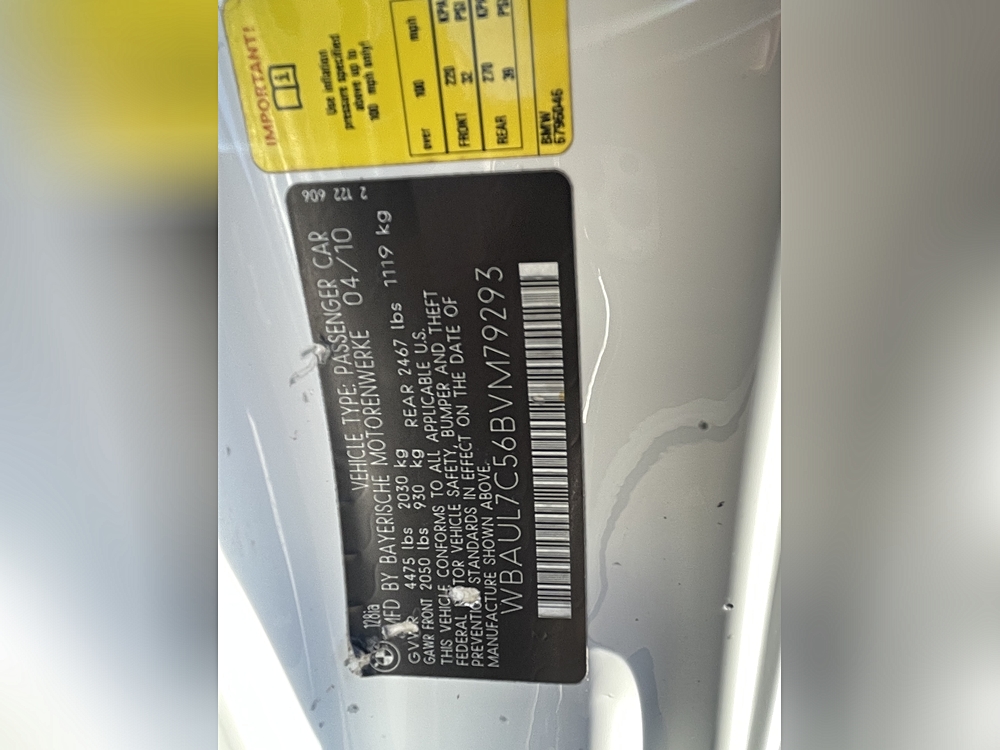 IMPORTANT!
Use inflation
pressure specified
above up to
100 mph only!
over 100 mph
FRONT 220 KPA
32 PSI
REAR 270 KPA
39 PSI
BMW
6796046
2 122 606
128ia VEHICLE TYPE: PASSENGER CAR
MFD BY BAYERISCHE MOTORENWERKE 04/10
GVWR 4475 lbs 2030 kg REAR 2467 lbs 1119 kg
GAWR FRONT 2050 lbs 930 kg
THIS VEHICLE CONFORMS TO ALL APPLICABLE U.S.
FEDERAL MOTOR VEHICLE SAFETY, BUMPER AND THEFT
PREVENTION STANDARDS IN EFFECT ON THE DATE OF
MANUFACTURE SHOWN ABOVE.
WBAUL7C56BVM79293